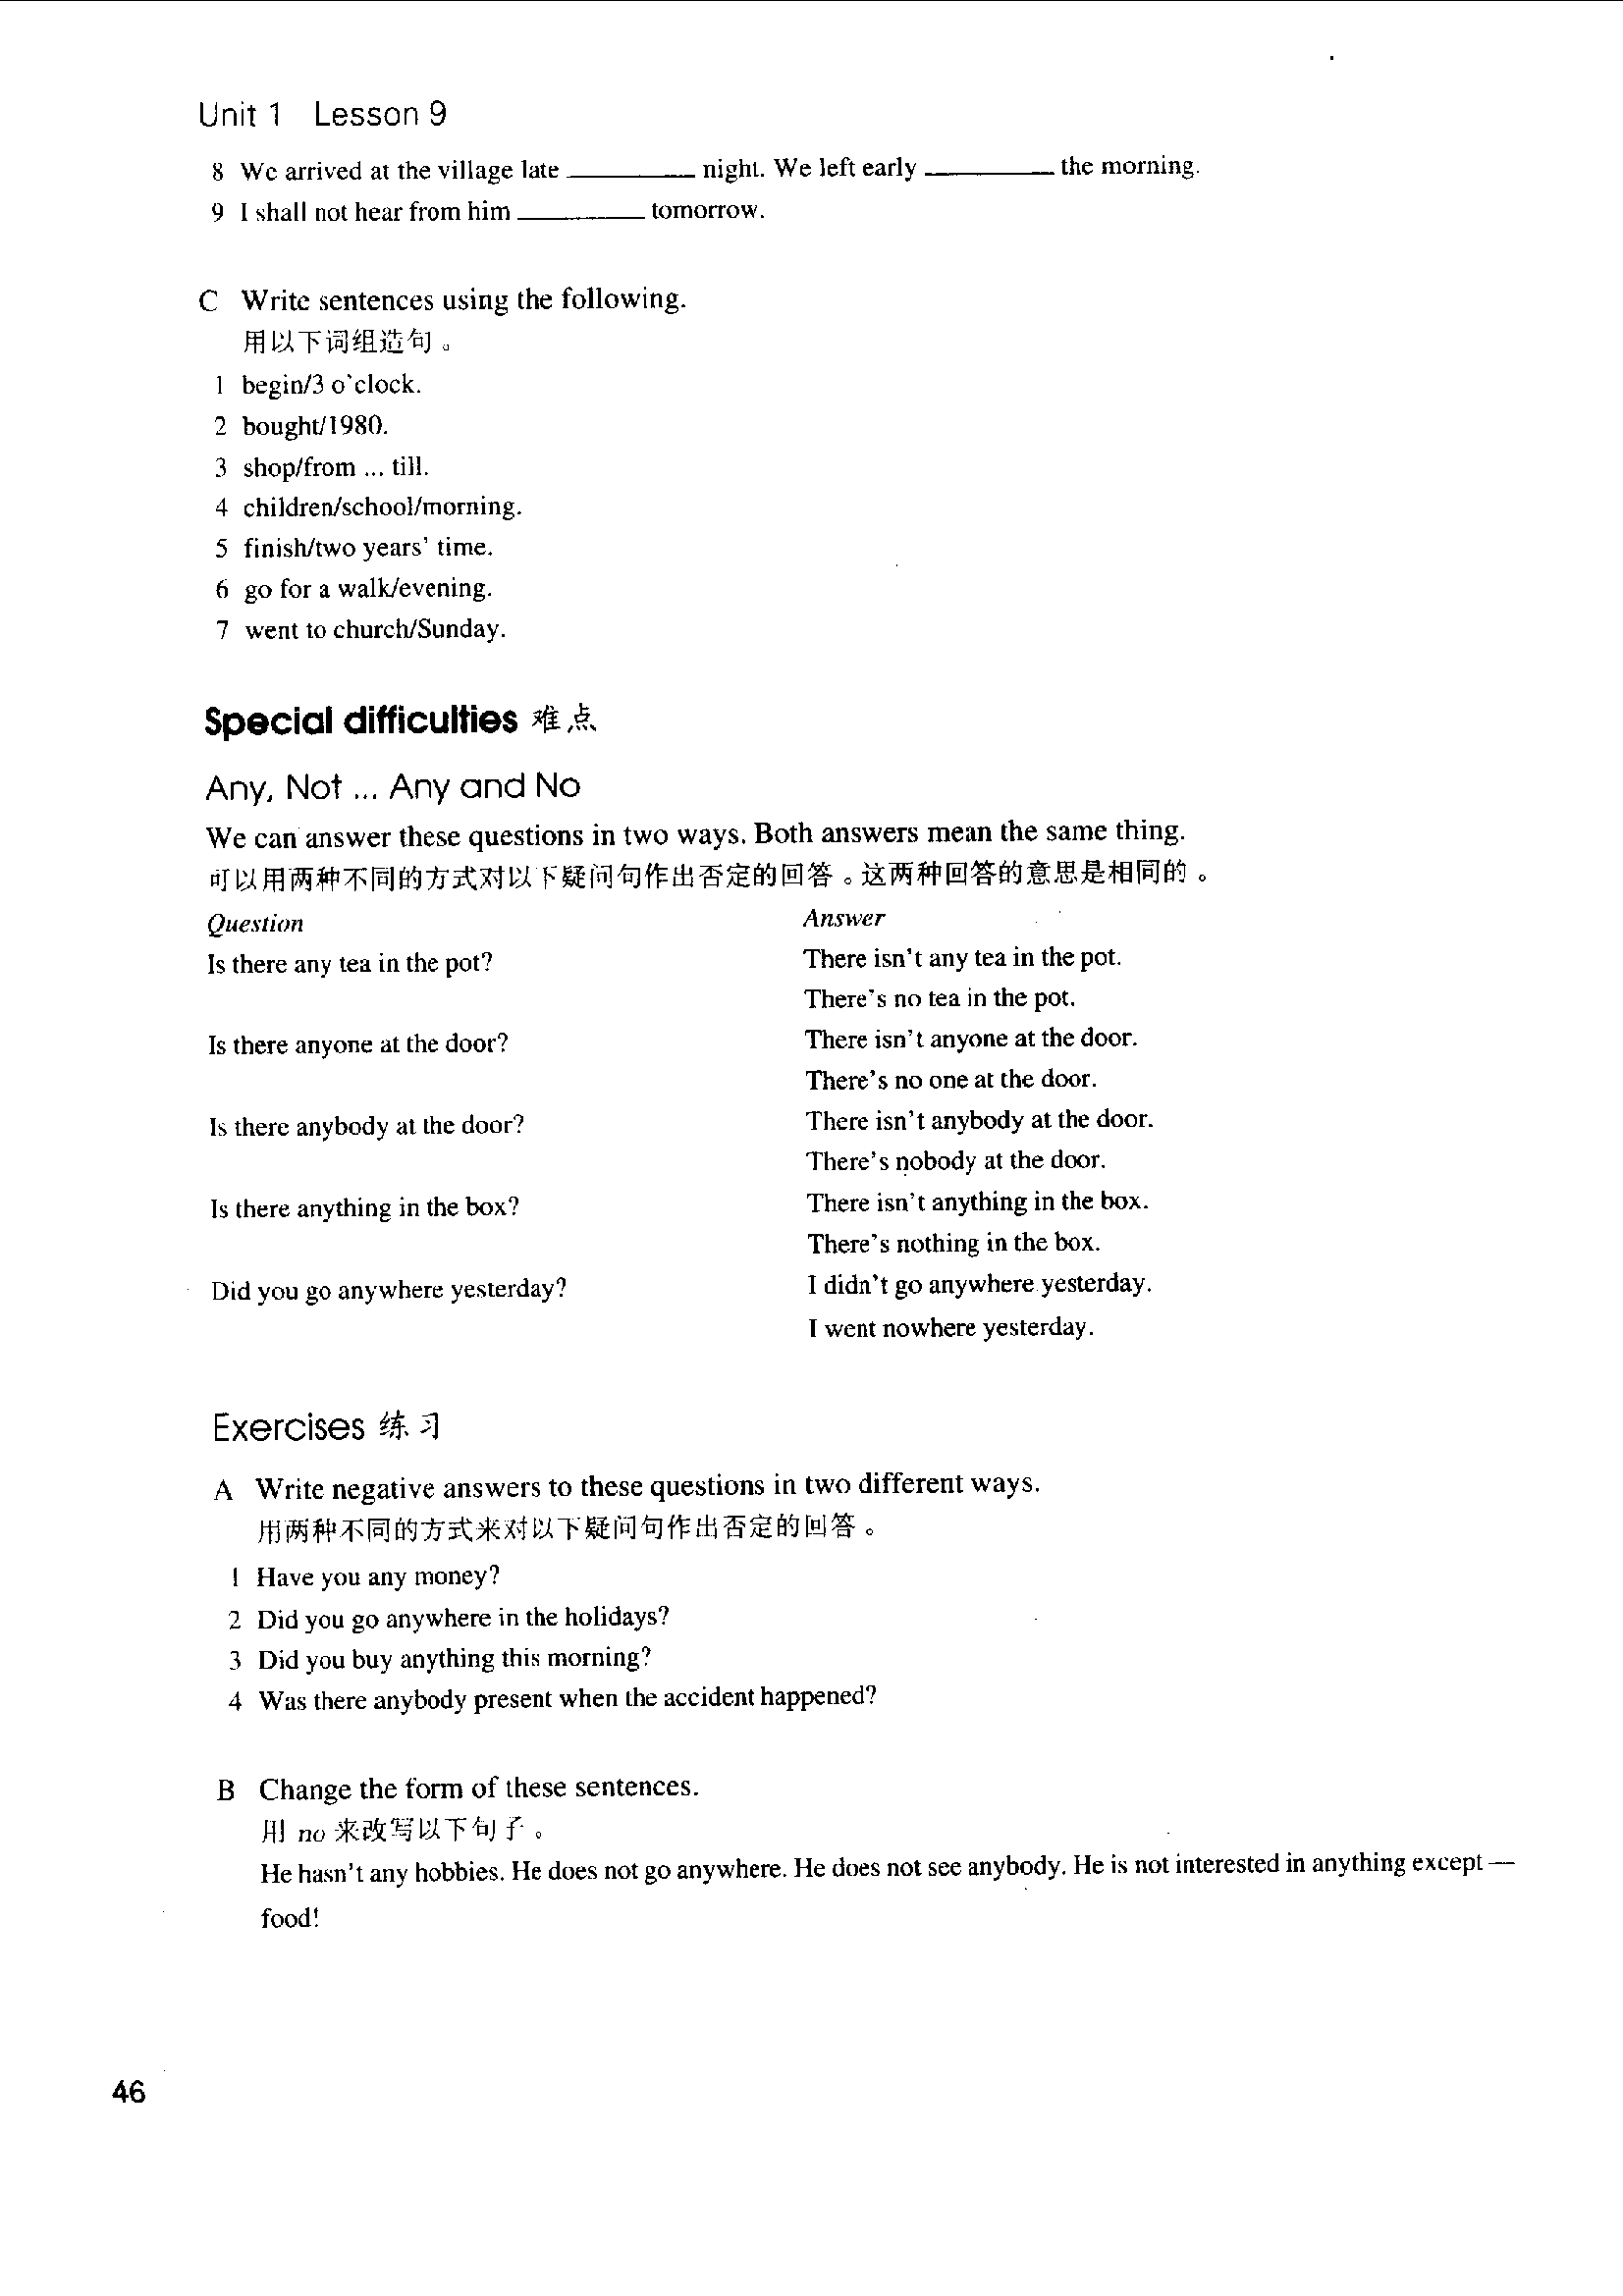 Unit 1 Lesson 9
8 We arrived at the village late __________ night. We left early __________ the morning.
9 I shall not hear from him __________ tomorrow.
C Write sentences using the following.
用以下词组造句。
1 begin/3 o'clock.
2 bought/1980.
3 shop/from ... till.
4 children/school/morning.
5 finish/two years' time.
6 go for a walk/evening.
7 went to church/Sunday.
Special difficulties 难点
Any, Not ... Any and No
We can answer these questions in two ways. Both answers mean the same thing.
可以用两种不同的方式对以下疑问句作出否定的回答。这两种回答的意思是相同的。
Question Answer
Is there any tea in the pot? There isn't any tea in the pot.
There's no tea in the pot.
Is there anyone at the door? There isn't anyone at the door.
There's no one at the door.
Is there anybody at the door? There isn't anybody at the door.
There's nobody at the door.
Is there anything in the box? There isn't anything in the box.
There's nothing in the box.
Did you go anywhere yesterday? I didn't go anywhere yesterday.
I went nowhere yesterday.
Exercises 练习
A Write negative answers to these questions in two different ways.
用两种不同的方式来对以下疑问句作出否定的回答。
1 Have you any money?
2 Did you go anywhere in the holidays?
3 Did you buy anything this morning?
4 Was there anybody present when the accident happened?
B Change the form of these sentences.
用 no 来改写以下句子。
He hasn't any hobbies. He does not go anywhere. He does not see anybody. He is not interested in anything except —
food!
46